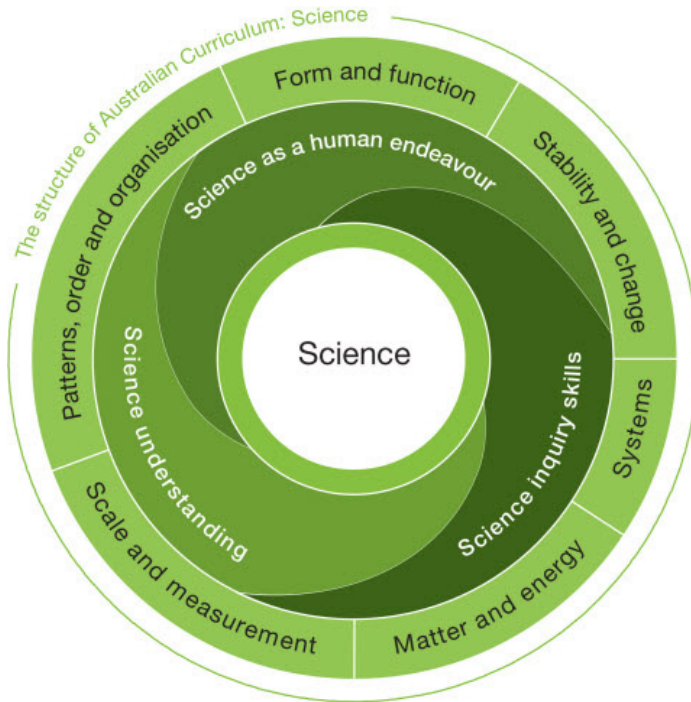 The structure of Australian Curriculum: Science
Form and function
Stability and change
Systems
Matter and energy
Scale and measurement
Patterns, order and organisation
Science as a human endeavour
Science inquiry skills
Science understanding
Science